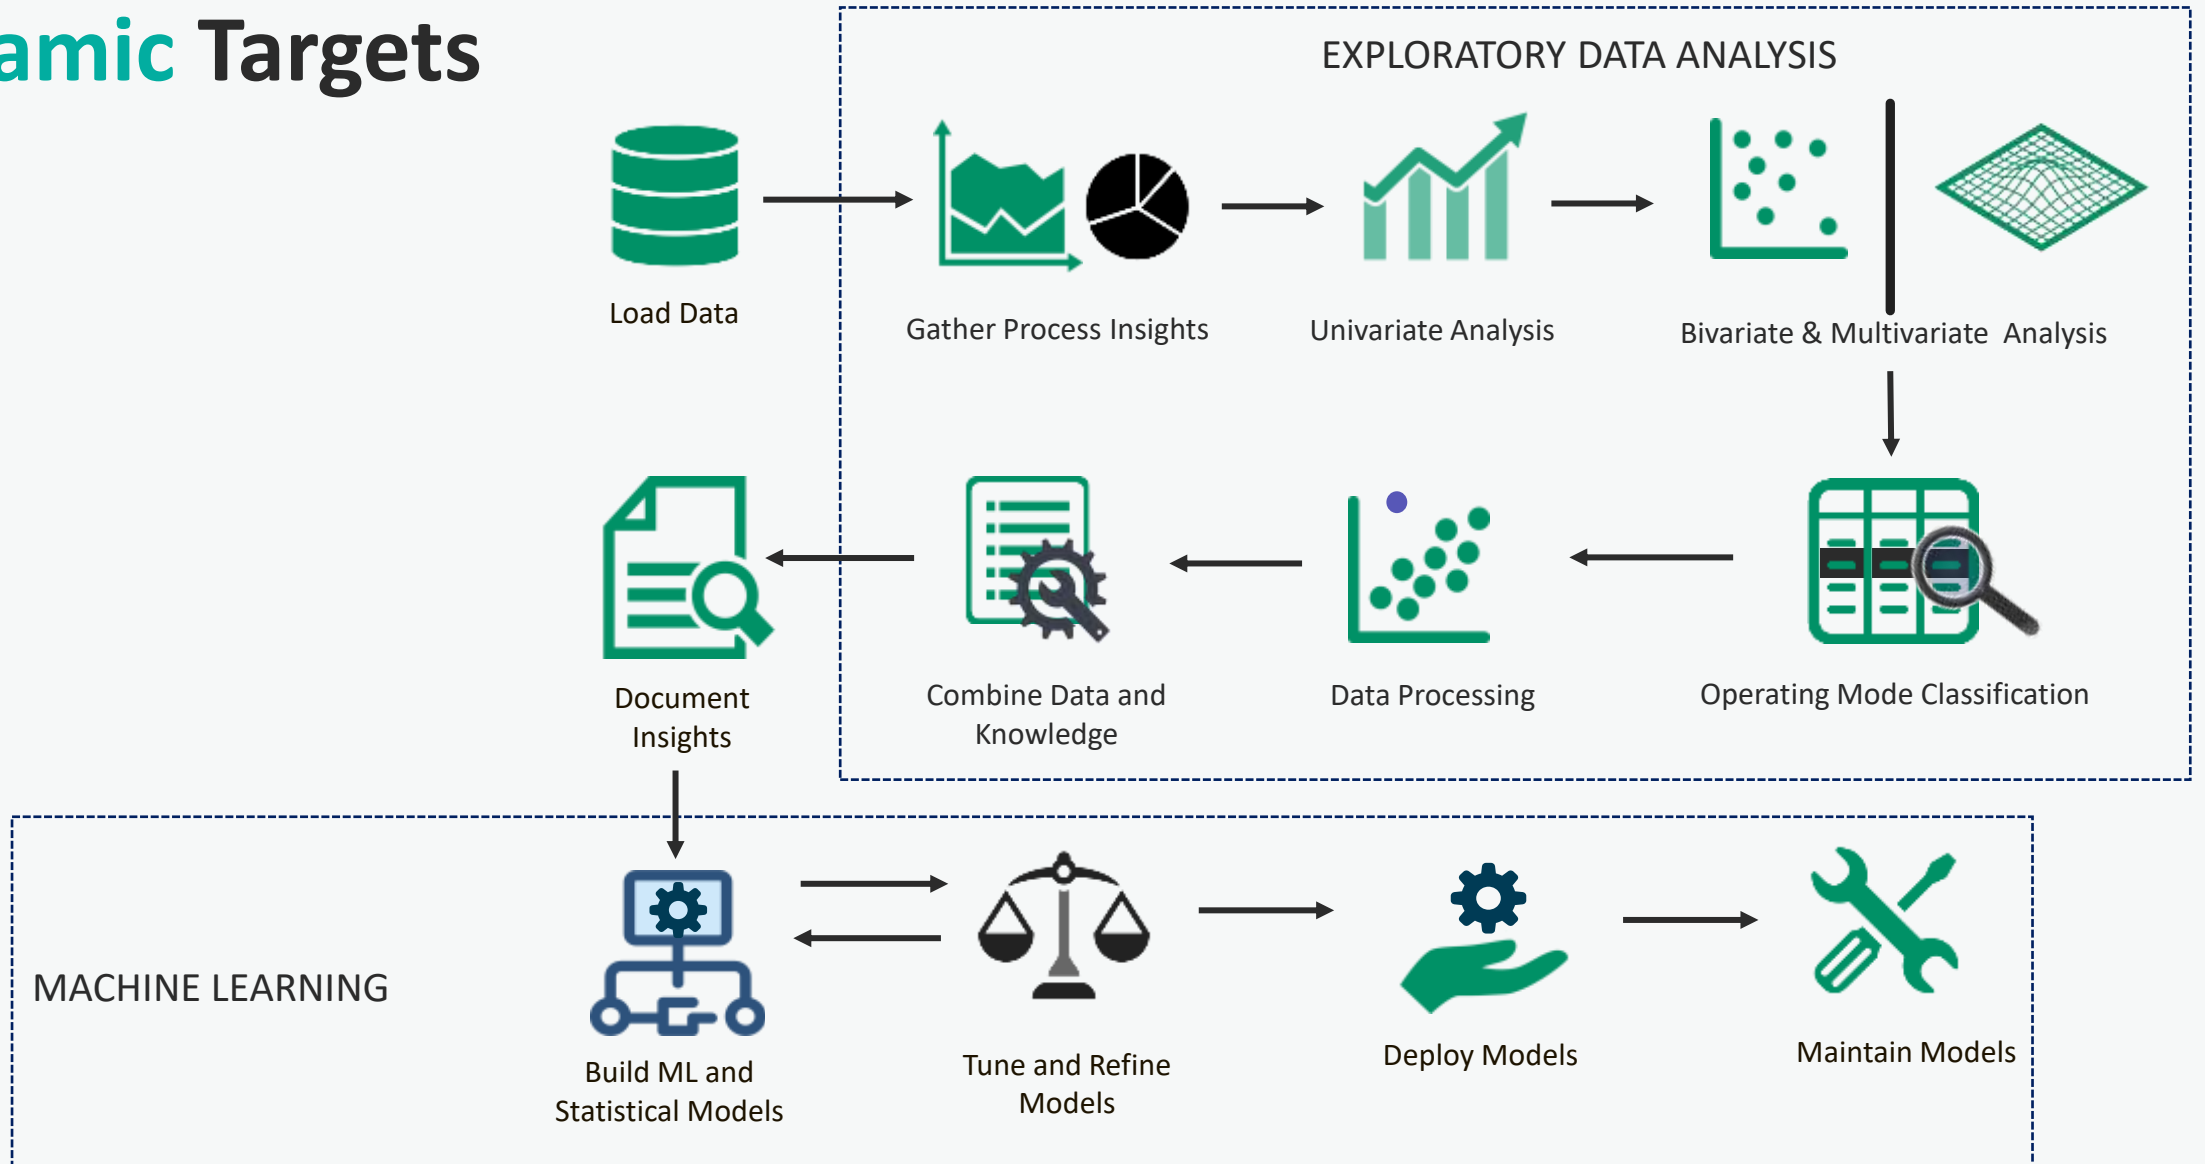 amic Targets
EXPLORATORY DATA ANALYSIS
Load Data
Gather Process Insights
Univariate Analysis
Bivariate & Multivariate Analysis
Document
Insights
Combine Data and
Knowledge
Data Processing
Operating Mode Classification
MACHINE LEARNING
Build ML and
Statistical Models
Tune and Refine
Models
Deploy Models
Maintain Models